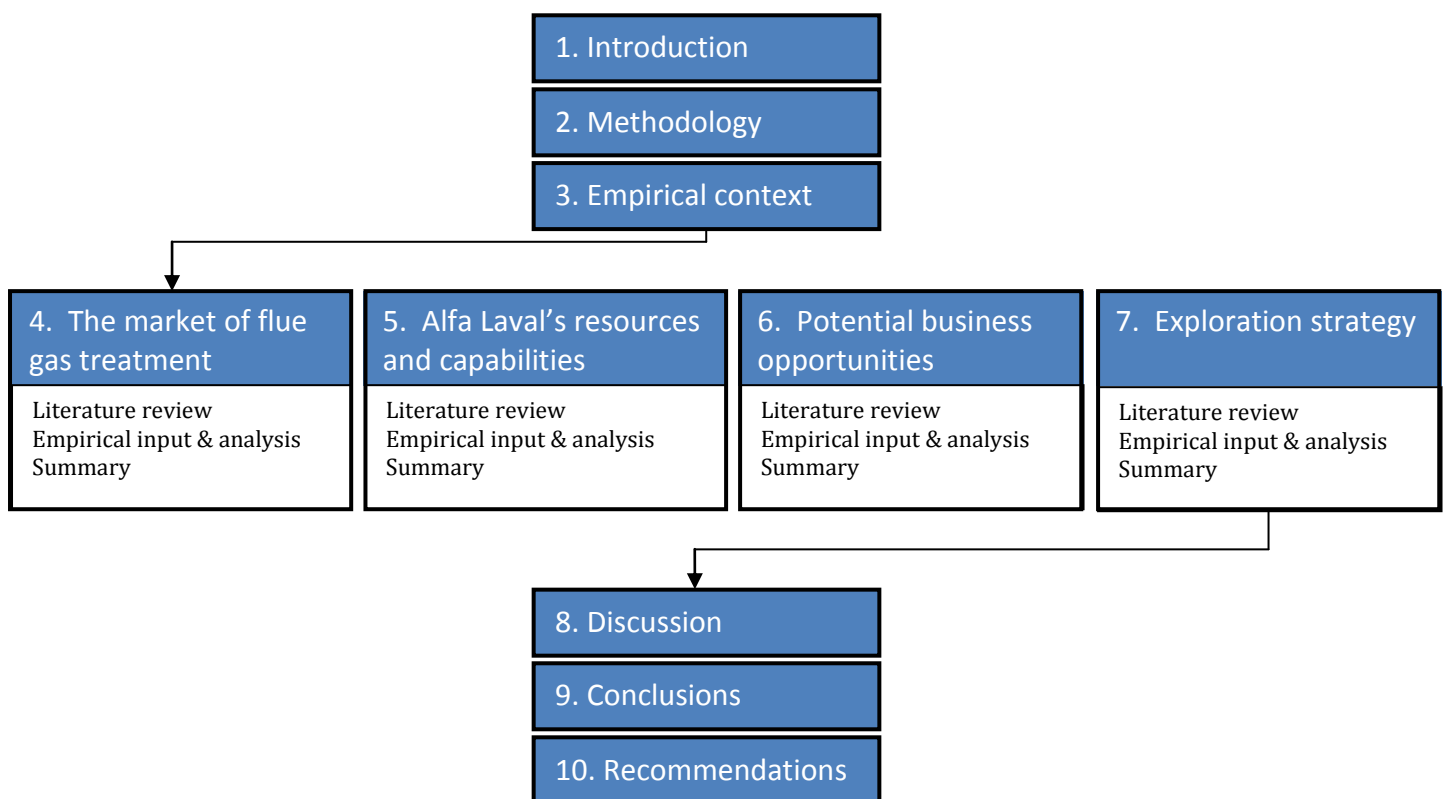 1. Introduction
2. Methodology
3. Empirical context
4. The market of flue
gas treatment
Literature review
Empirical input & analysis
Summary
5. Alfa Laval’s resources
and capabilities
Literature review
Empirical input & analysis
Summary
6. Potential business
opportunities
Literature review
Empirical input & analysis
Summary
7. Exploration strategy
Literature review
Empirical input & analysis
Summary
8. Discussion
9. Conclusions
10. Recommendations